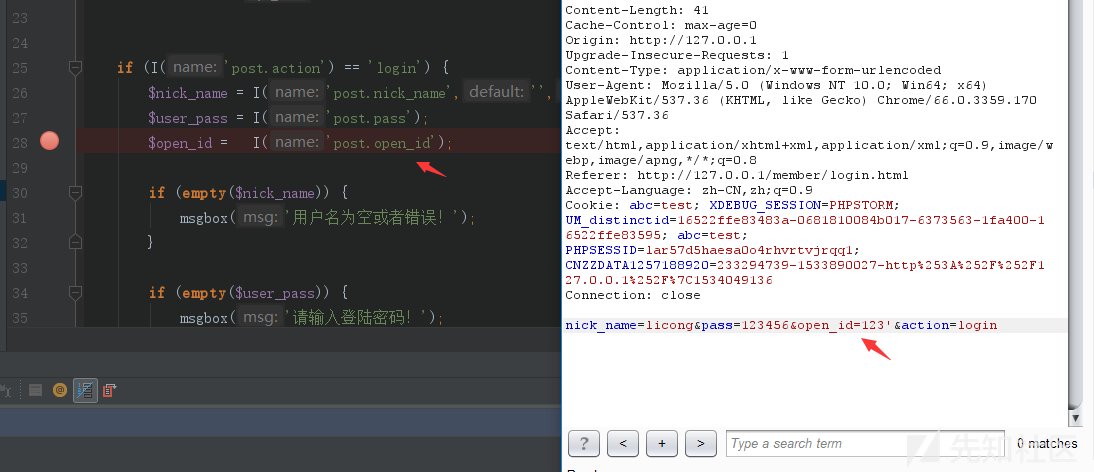 23
24
25 if (I( name: 'post.action') == 'login') {
26 $nick_name = I( name: 'post.nick_name', default: '',
27 $user_pass = I( name: 'post.pass');
28 $open_id = I( name: 'post.open_id');
30 if (empty($nick_name)) {
31 msgbox( msg: '用户名为空或者错误! ');
32 }
33
34 if (empty($user_pass)) {
35 msgbox( msg: '请输入登陆密码! ');
Content-Length: 41
Cache-Control: max-age=0
Origin: http://127.0.0.1
Upgrade-Insecure-Requests: 1
Content-Type: application/x-www-form-urlencoded
User-Agent: Mozilla/5.0 (Windows NT 10.0; Win64; x64)
AppleWebKit/537.36 (KHTML, like Gecko) Chrome/66.0.3359.170
Safari/537.36
Accept:
text/html,application/xhtml+xml,application/xml;q=0.9,image/w
ebp,image/apng,*/*;q=0.8
Referer: http://127.0.0.1/member/login.html
Accept-Language: zh-CN,zh;q=0.9
Cookie: abc=test; XDEBUG_SESSION=PHPSTORM;
UM_distinctid=16522ffe83483a-0681810084b017-6373563-1fa400-1
6522ffe83595; abc=test;
PHPSESSID=lar57d5haesa0o4rhvrtvjrqq1;
CNZZDATA1257188920=233294739-1533890027-http%253A%252F%252F1
27.0.0.1%252F%7C1534049136
Connection: close
nick_name=licong&pass=123456&open_id=123'&action=login
? < + > Type a search term 0 matches
先知社区